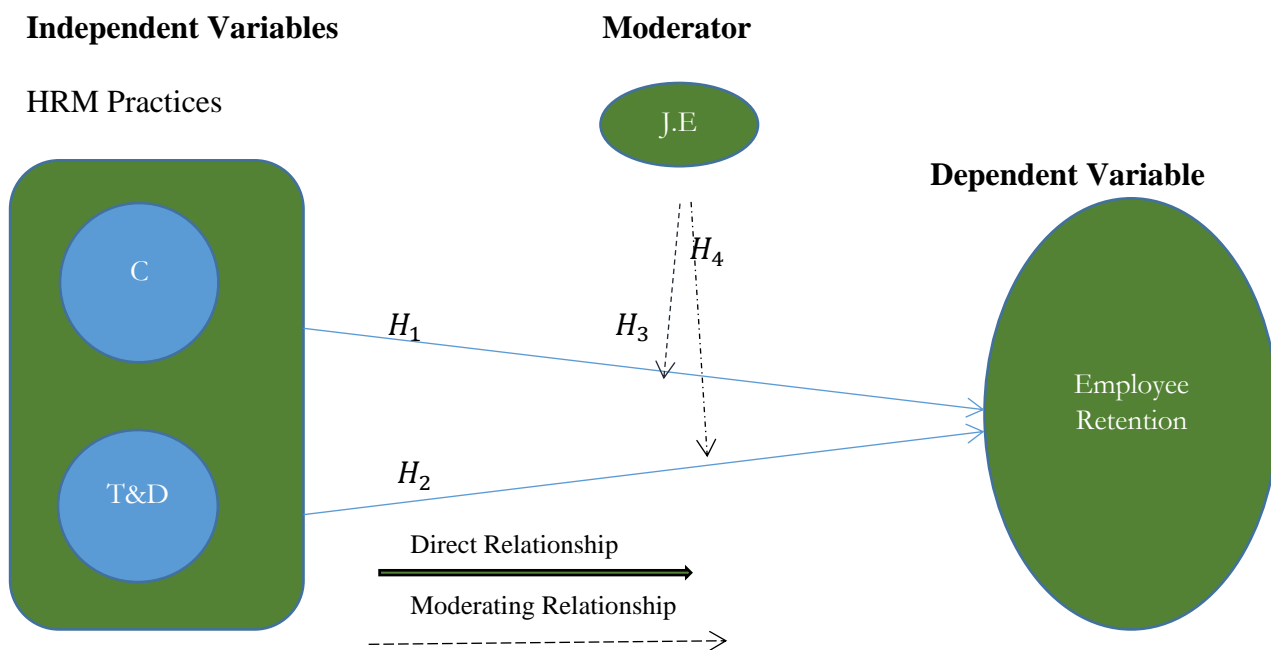 Independent Variables
Moderator
HRM Practices
J.E
Dependent Variable
C
H₄
H₁
H₃
Employee
Retention
T&D
H₂
Direct Relationship
Moderating Relationship